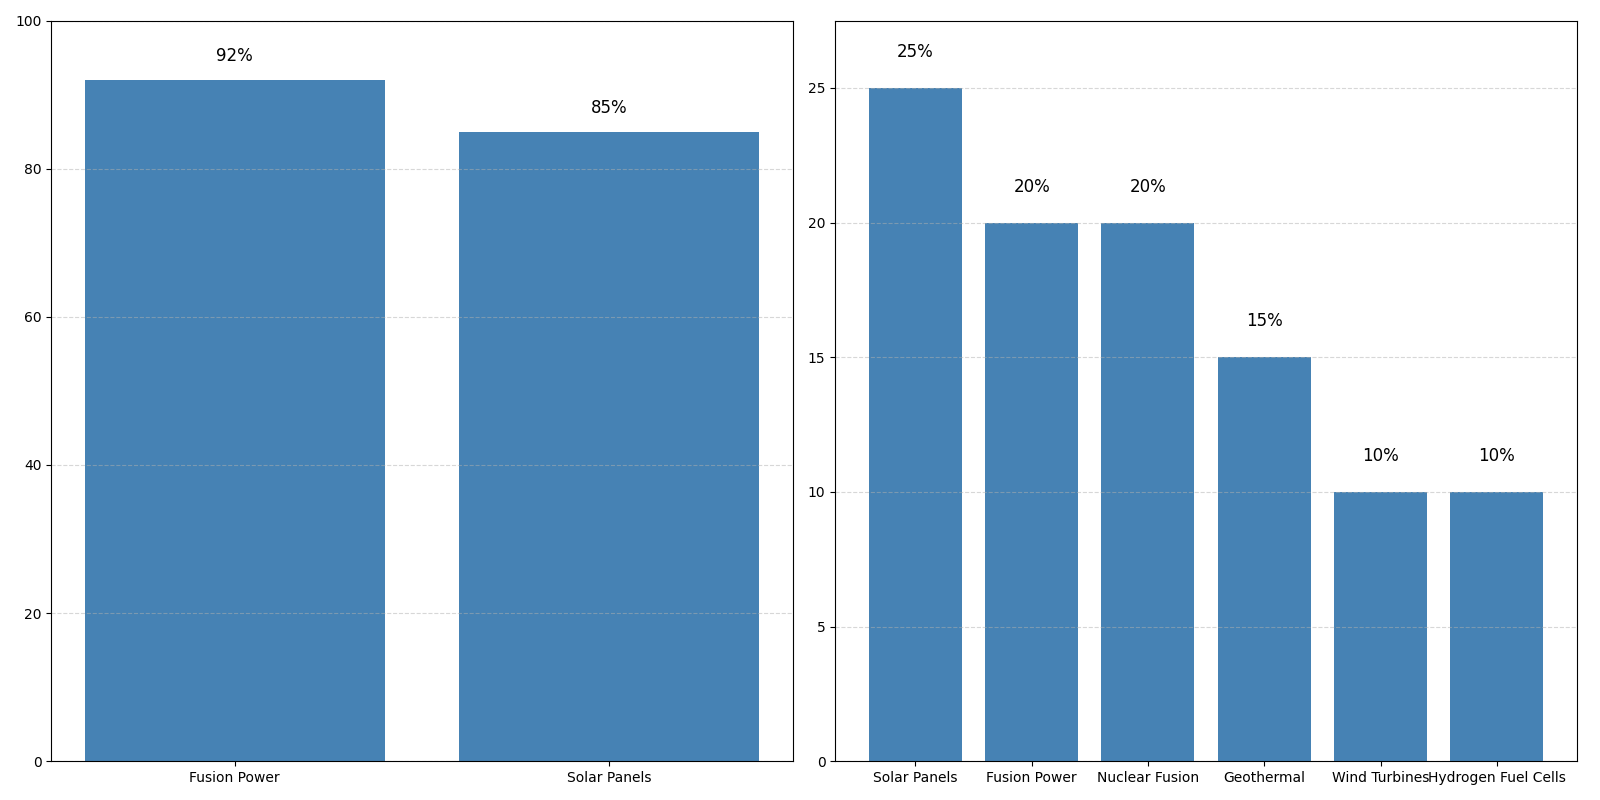 100
80
60
40
20
0
92%
85%
Fusion Power
Solar Panels
25
20
15
10
5
0
25%
20%
20%
15%
10%
10%
Solar Panels
Fusion Power
Nuclear Fusion
Geothermal
Wind Turbines
Hydrogen Fuel Cells